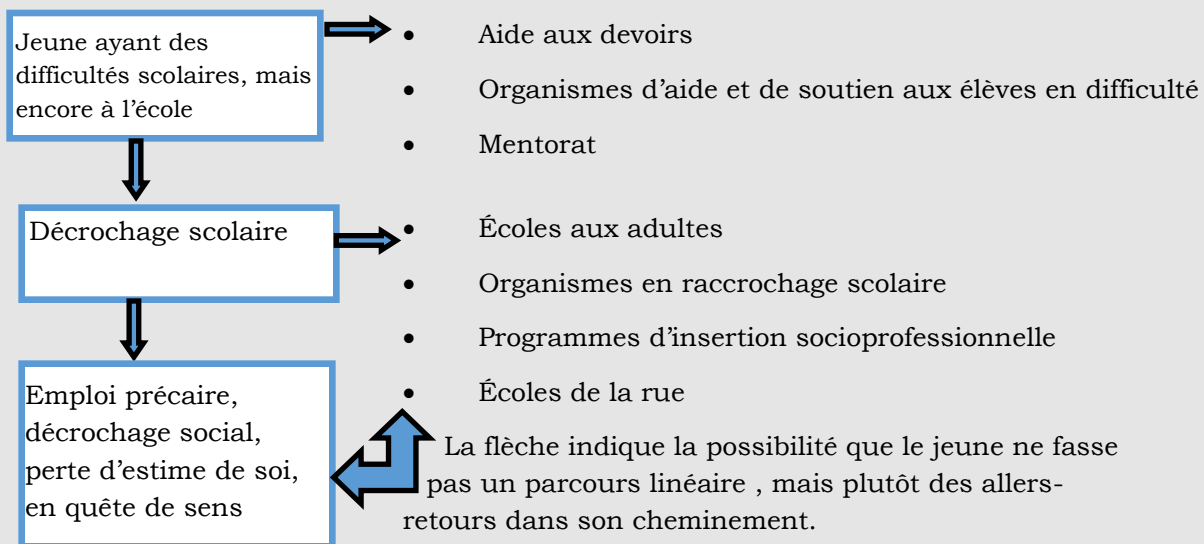 Jeune ayant des
difficultés scolaires, mais
encore à l’école
• Aide aux devoirs
• Organismes d’aide et de soutien aux élèves en difficulté
• Mentorat
Décrochage scolaire
• Écoles aux adultes
• Organismes en raccrochage scolaire
• Programmes d’insertion socioprofessionnelle
• Écoles de la rue
Emploi précaire,
décrochage social,
perte d’estime de soi,
en quête de sens
La flèche indique la possibilité que le jeune ne fasse
pas un parcours linéaire , mais plutôt des allers-
retours dans son cheminement.